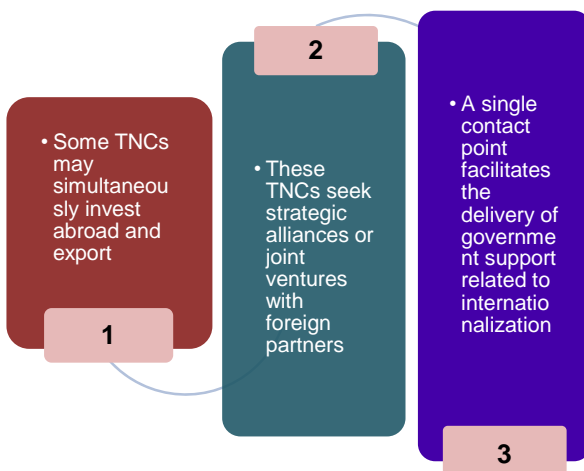 • Some TNCs
may
simultaneou
sly invest
abroad and
export
1
2
• These
TNCs seek
strategic
alliances or
joint
ventures
with
foreign
partners
• A single
contact
point
facilitates
the
delivery of
governme
nt support
related to
internatio
nalization
3